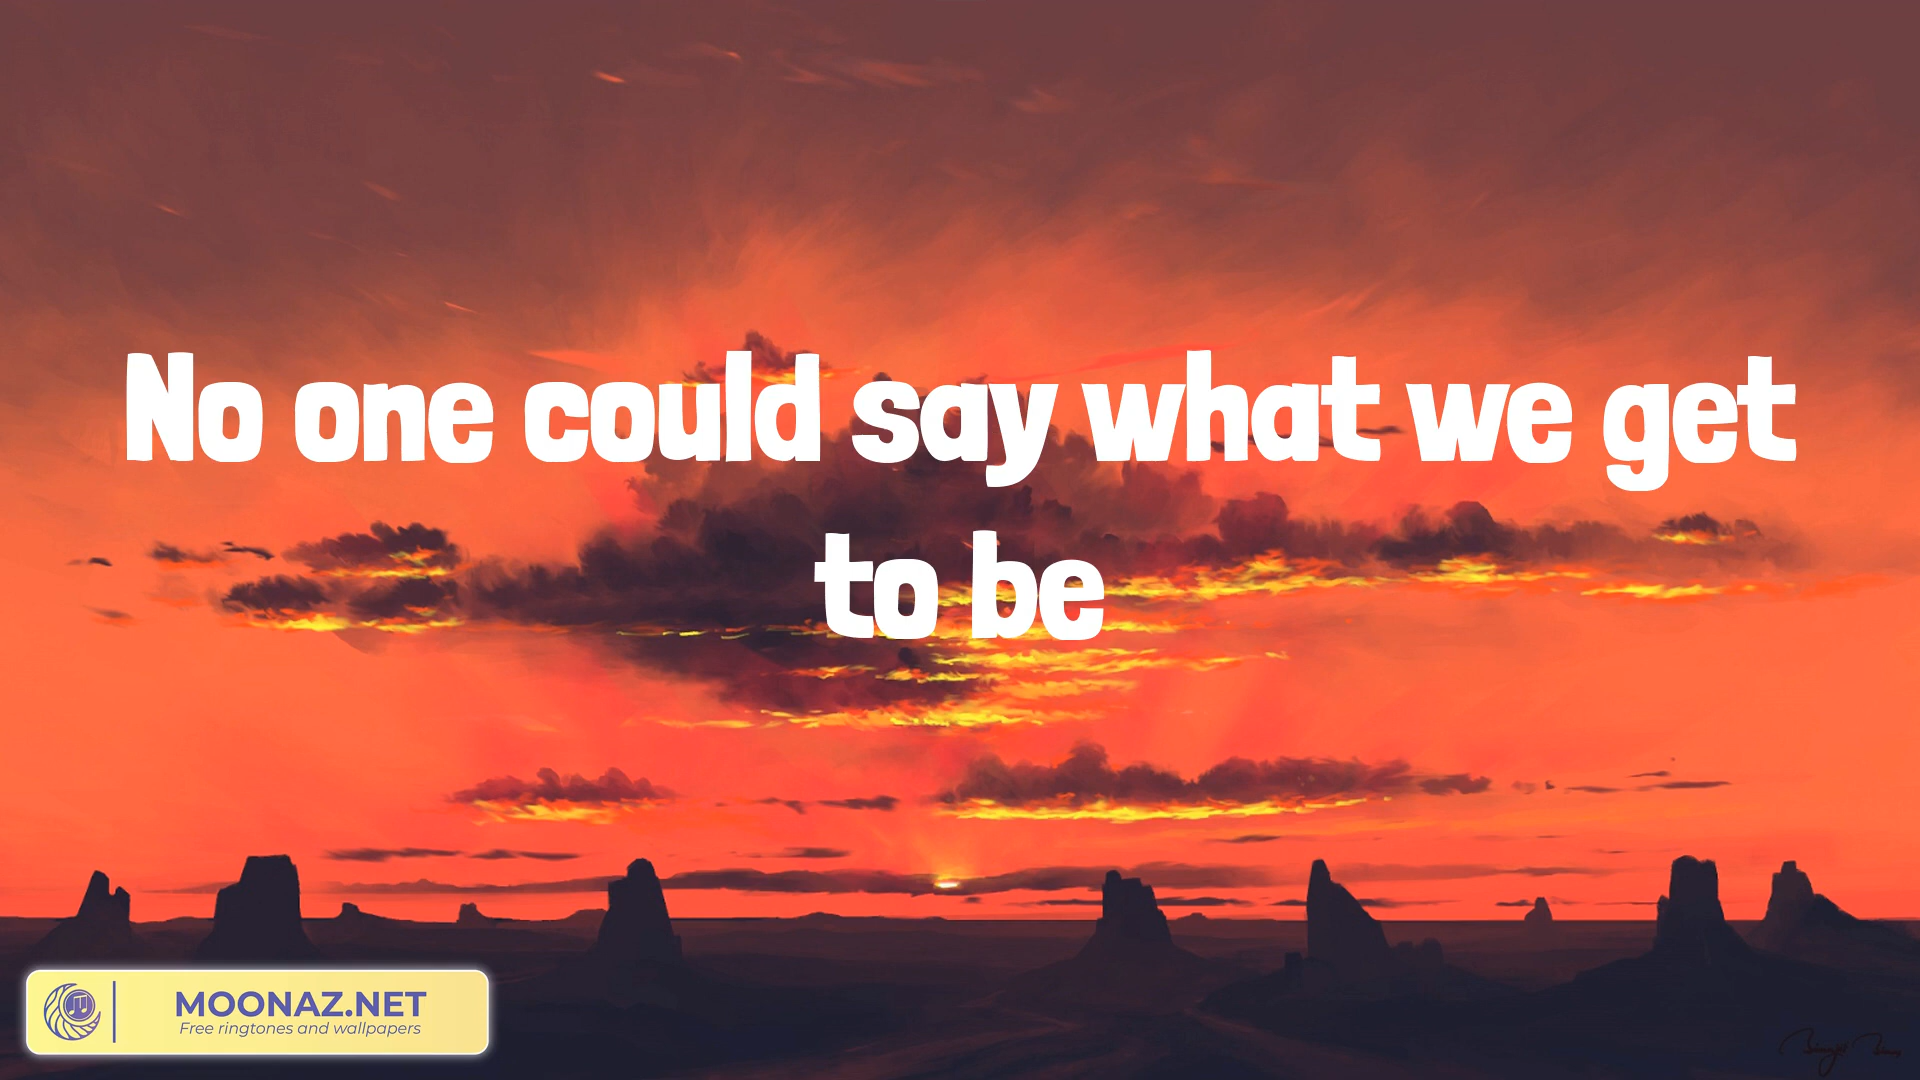 No one could say what we get
to be
MOONAZ.NET
Free ringtones and wallpapers